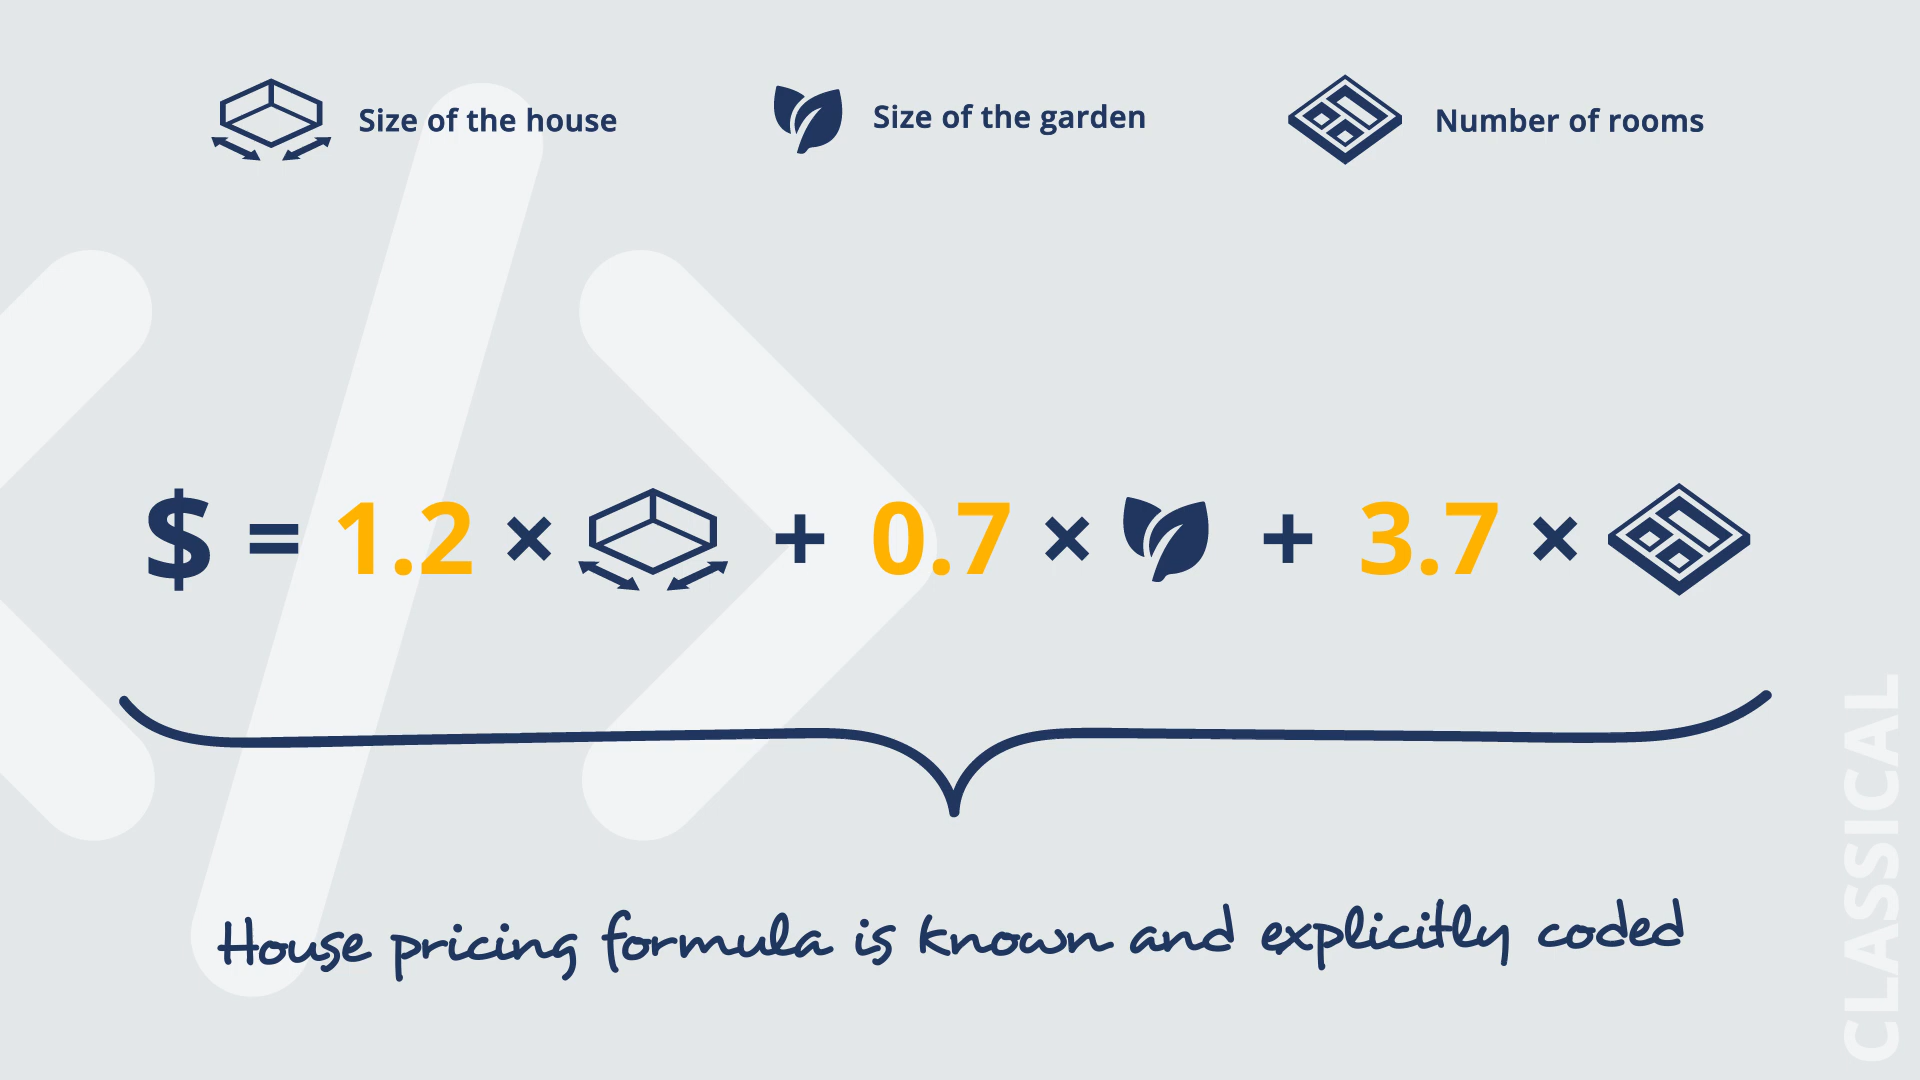 Size of the house
Size of the garden
Number of rooms
$ = 1.2 × + 0.7 × + 3.7 ×
House pricing formula is known and explicitly coded
CLASSICAL